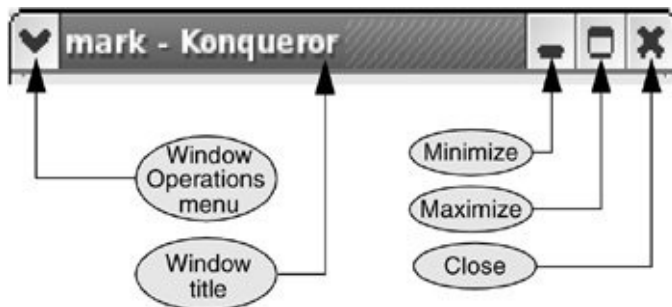 mark - Konqueror
Window
Operations
menu
Window
title
Minimize
Maximize
Close